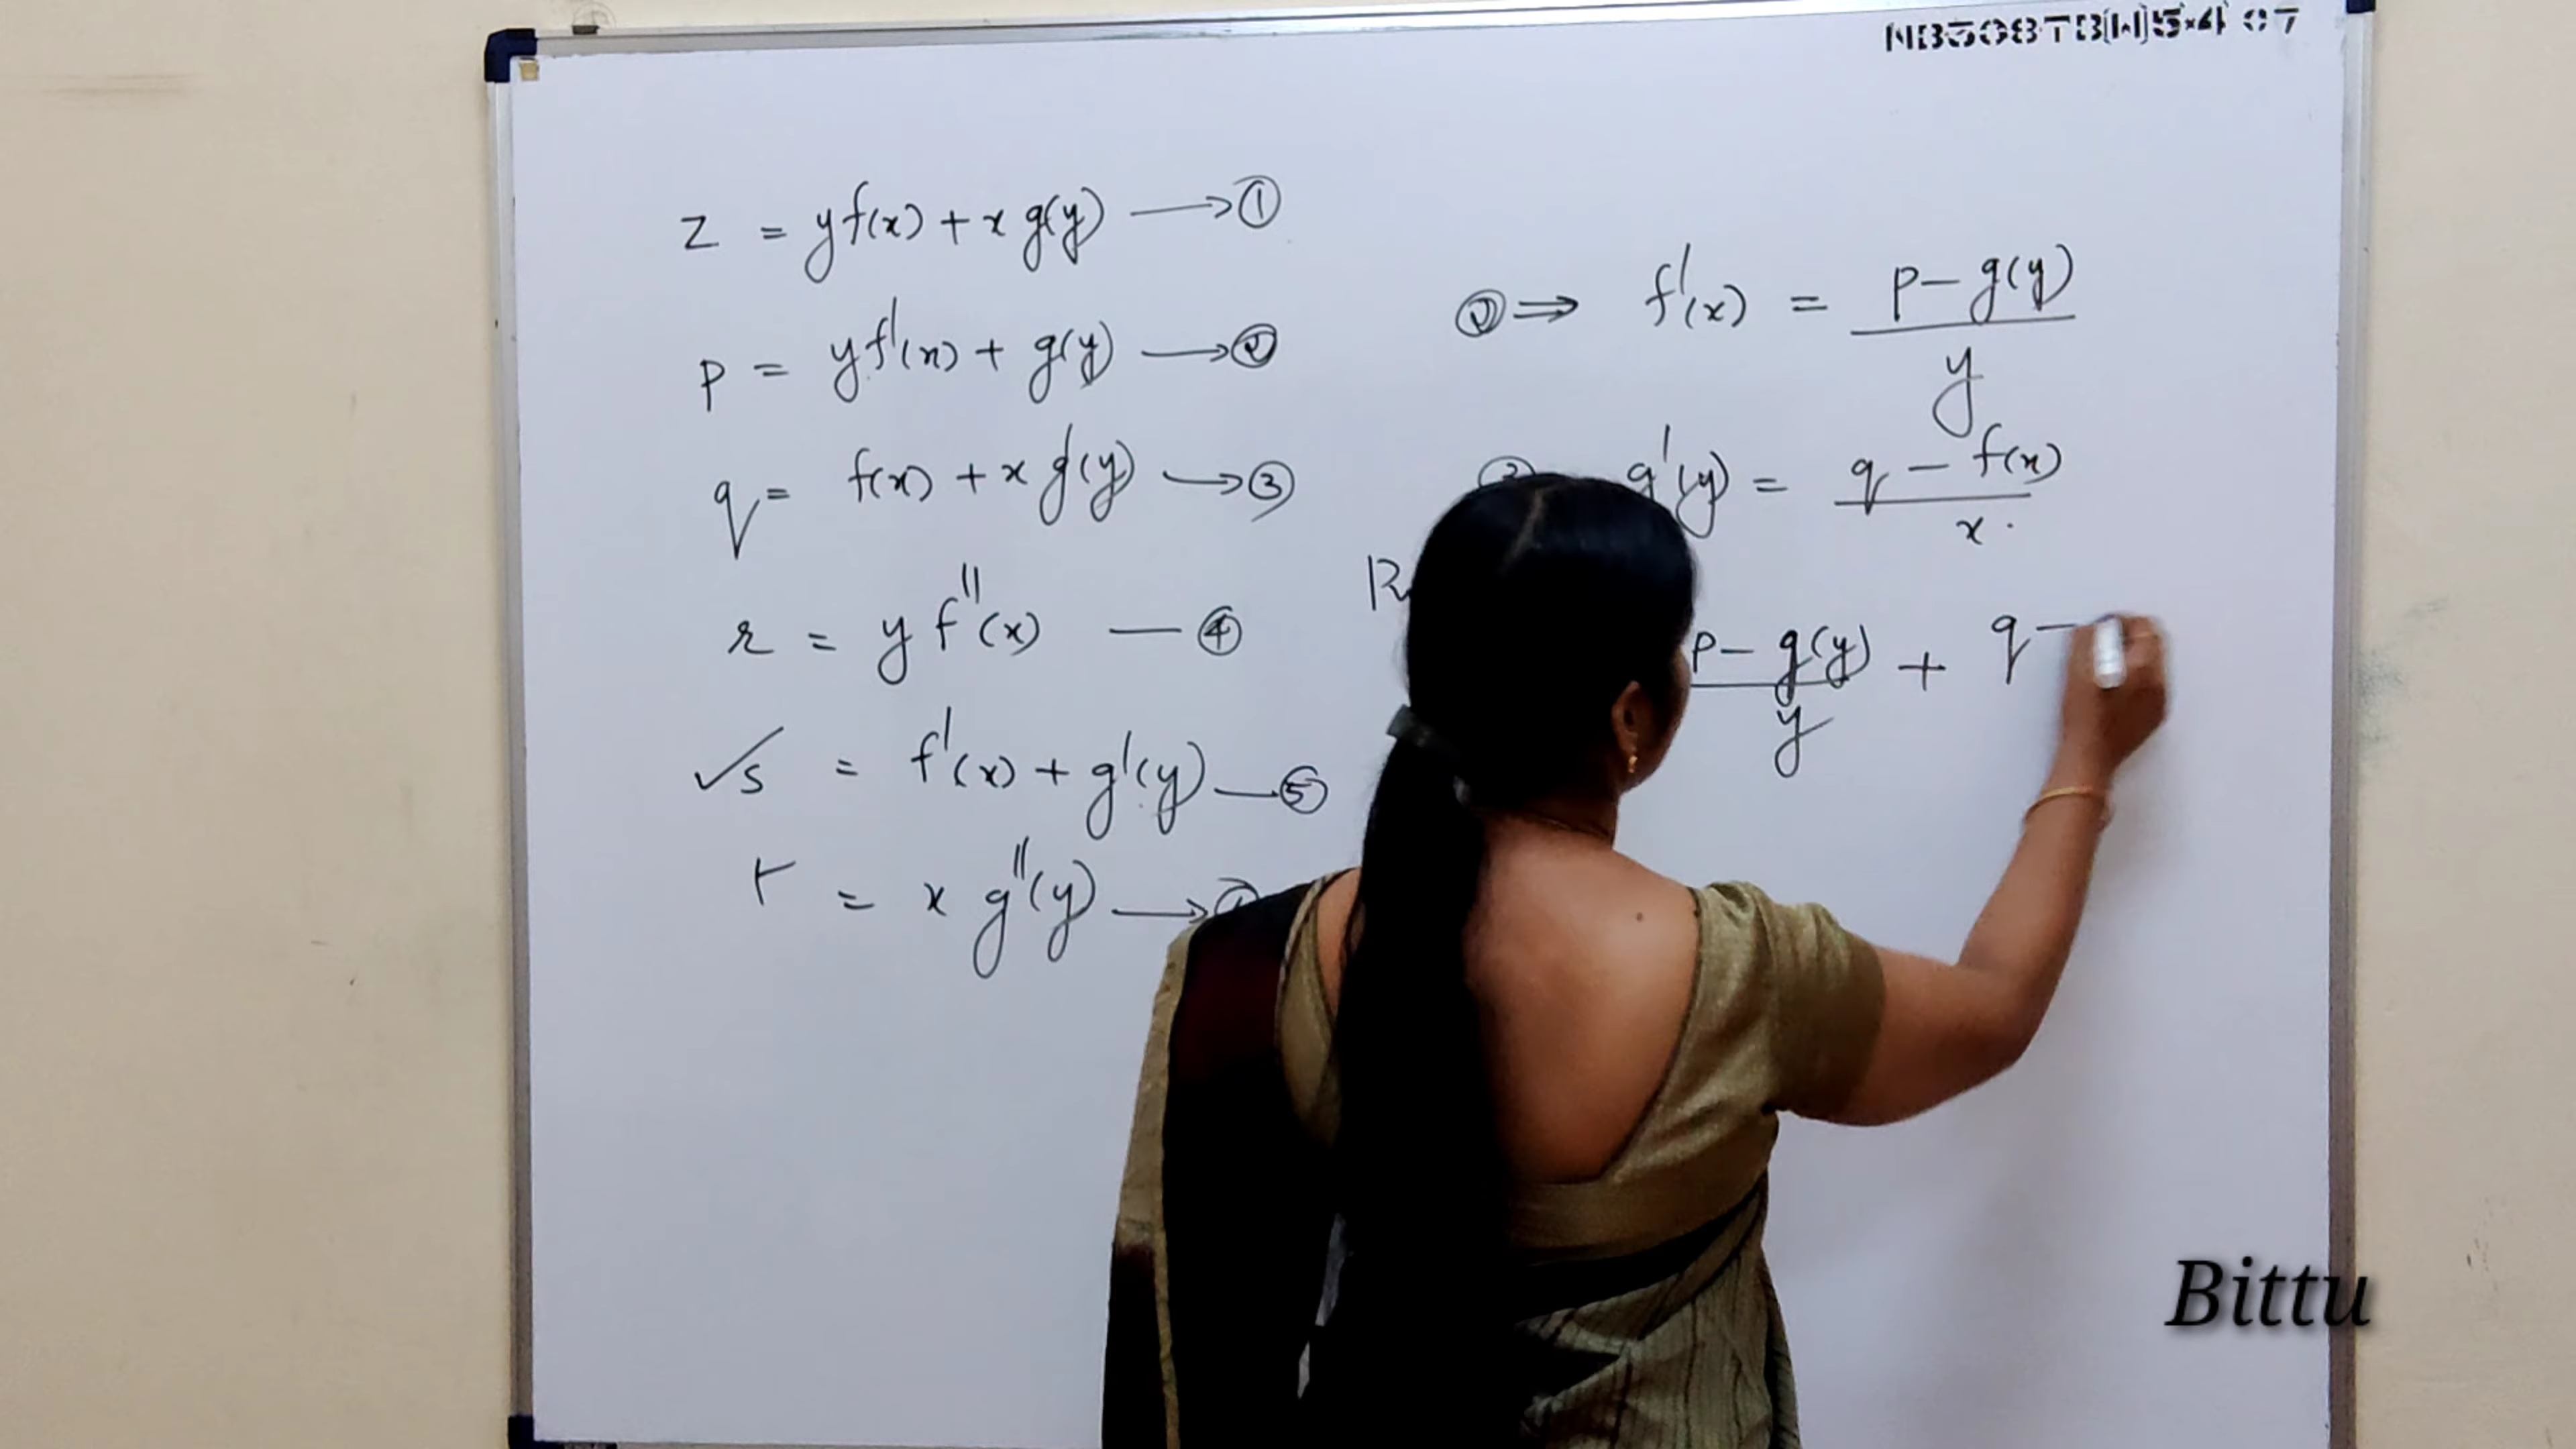 z = yf(x) + x g(y) ⟶ ①
p = yf'(x) + g(y) ⟶ ②
q = f(x) + x g'(y) ⟶ ③
r = y f''(x) — ④
✓s = f'(x) + g'(y) — ⑤
t = x g''(y) ⟶
② ⇒ f'(x) = p - g(y) / y
g'(y) = q - f(x) / x.
p - g(y) / y + q -
Bittu